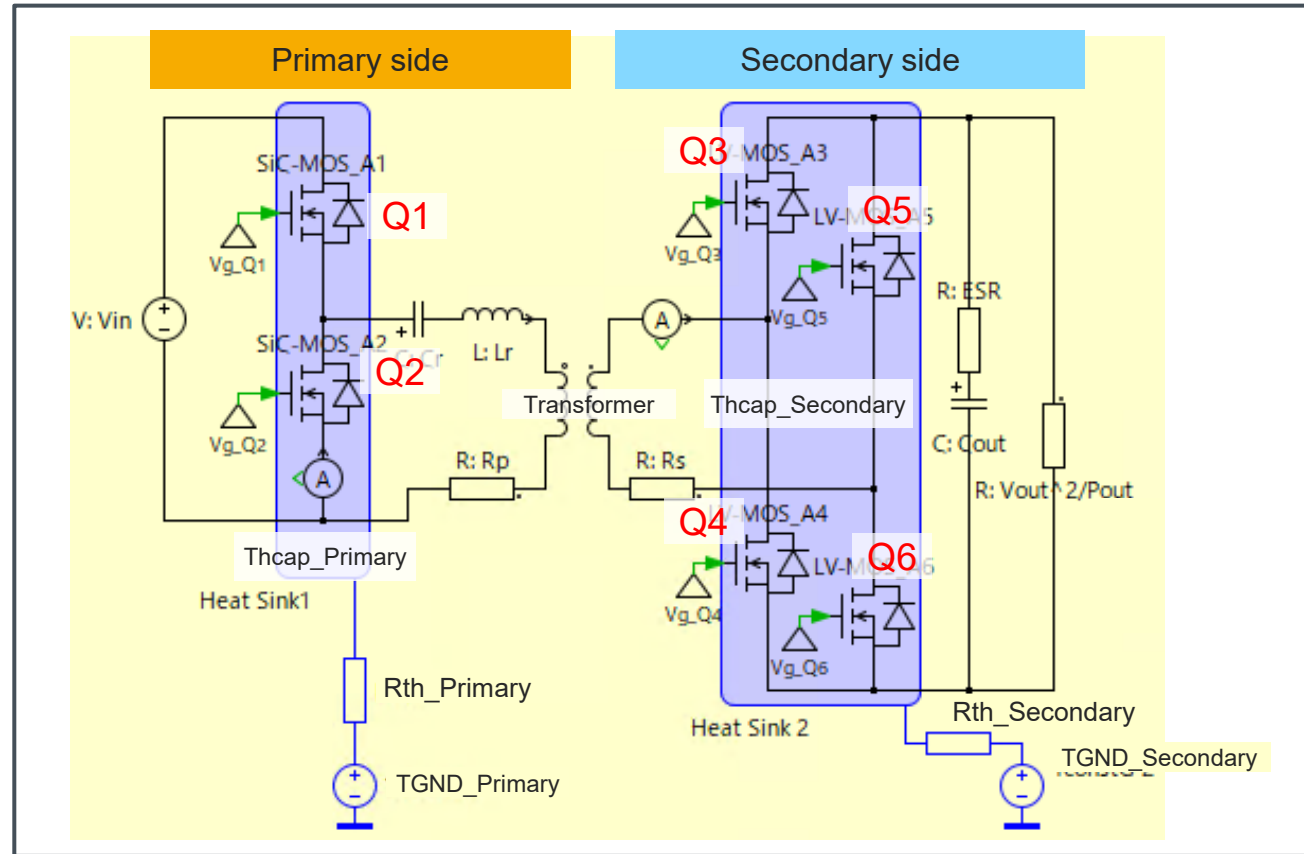 Primary side
Secondary side
SiC-MOS_A1
Q1
Vg_Q1
V: Vin
SiC-MOS_A2
Q2
Vg_Q2
L: Lr
A
R: Rp
Thcap_Primary
Heat Sink1
Rth_Primary
TGND_Primary
Transformer
A
R: Rs
Q3
-MOS_A3
Vg_Q3
Q5
Vg_Q5
Thcap_Secondary
Q4
-MOS_A4
Vg_Q4
Q6
Vg_Q6
R: ESR
C: Cout
R: Vout^2/Pout
Heat Sink 2
Rth_Secondary
TGND_Secondary